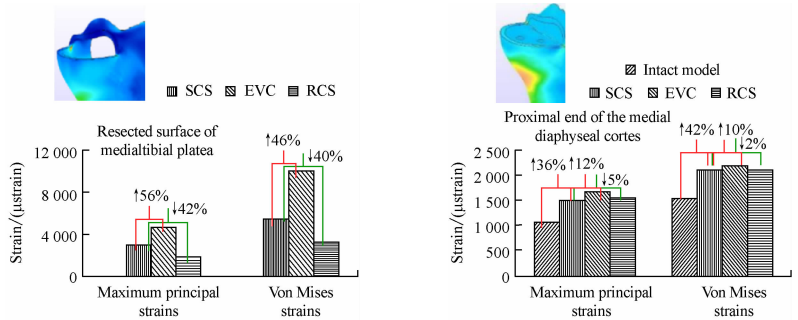 SCS EVC RCS
Resected surface of
medialtibial platea
↑46%
↓40%
↑56%
↓42%
12 000
8 000
4 000
0
Strain/(μstrain)
Maximum principal
strains
Von Mises
strains
Intact model
SCS EVC RCS
Proximal end of the medial
diaphyseal cortes
↑42% ↑10%
↓2%
↑36% ↑12%
↓5%
2 500
2 000
1 500
1 000
500
0
Strain/(μstrain)
Maximum principal
strains
Von Mises
strains